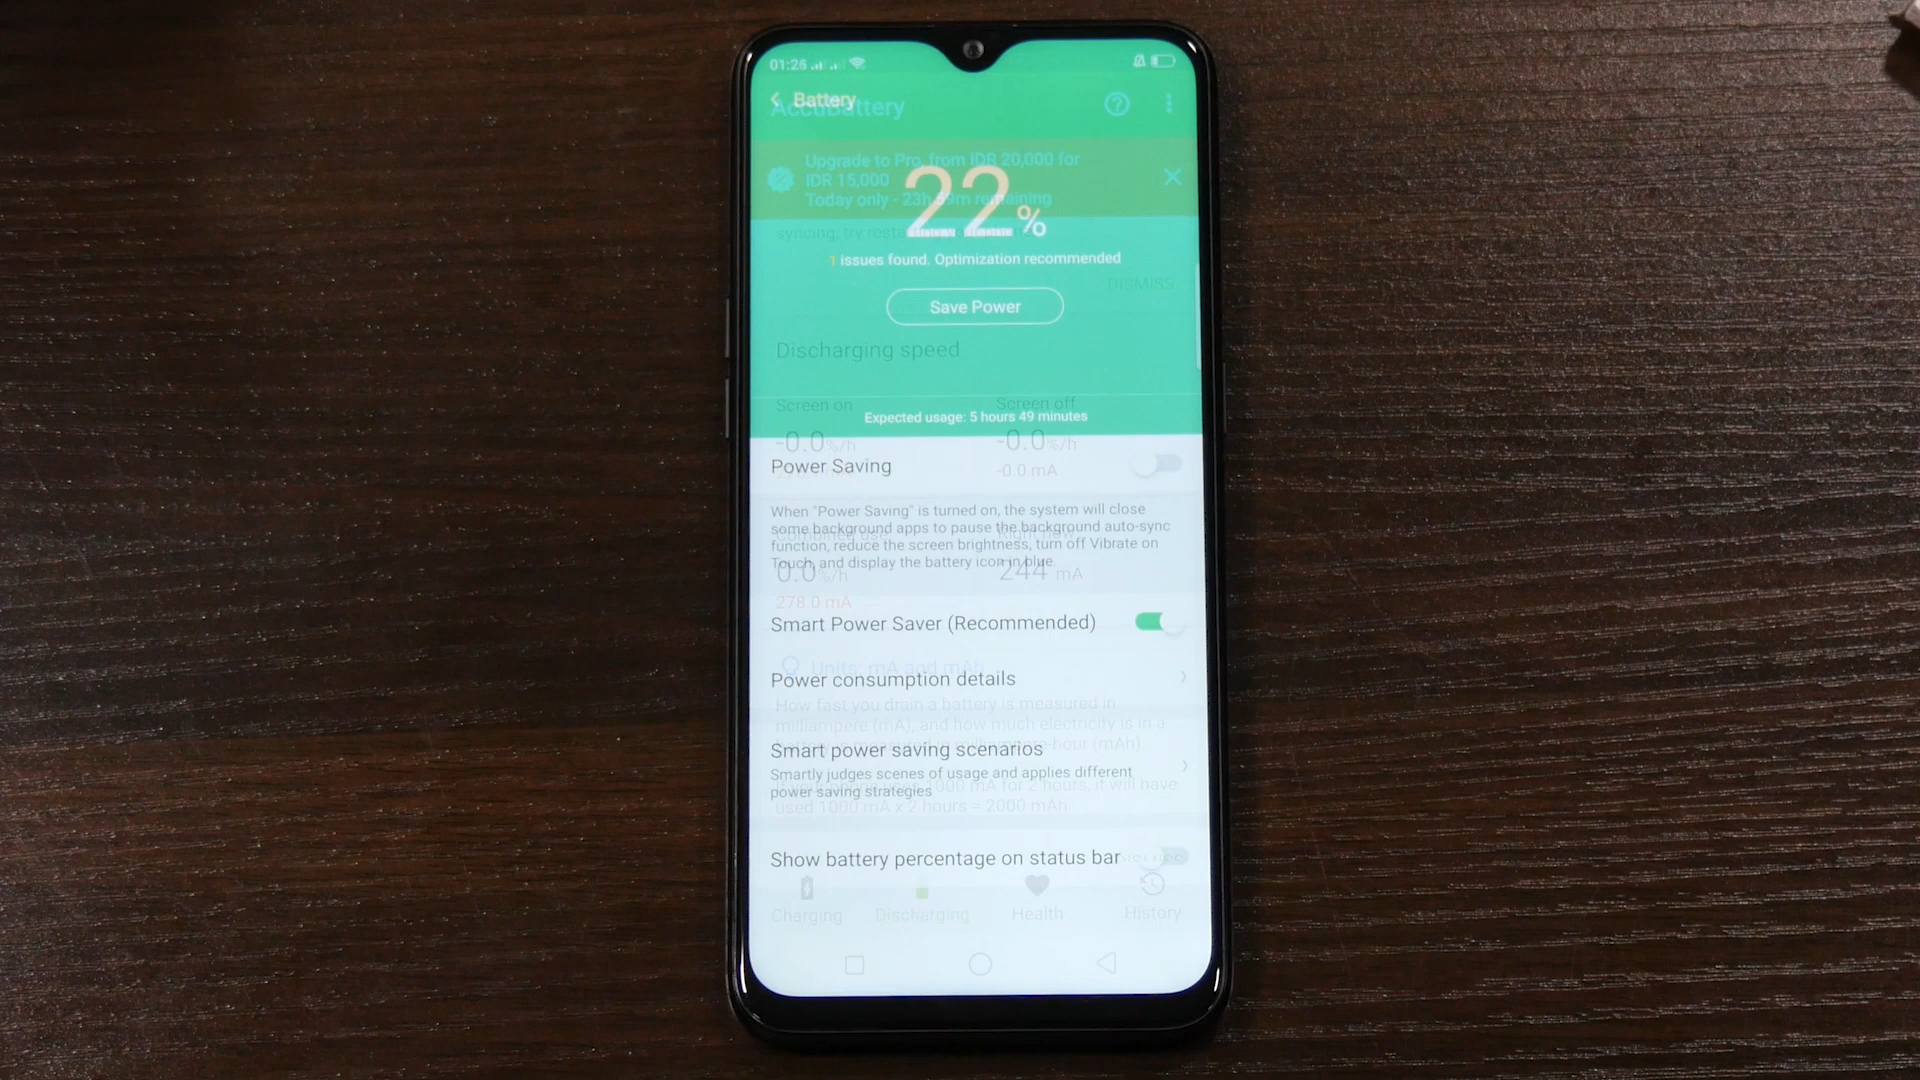 01:26
Battery
AccuBattery
Upgrade to Pro, from IDR 20,000 for
IDR 15,000
Today only - 23h 59m remaining
22%
syncing, try
1 issues found. Optimization recommended
DISMISS
Save Power
Discharging speed
Screen on
Screen off
Expected usage: 5 hours 49 minutes
-0.0%/h
-0.0%/h
Power Saving
-0.0 mA
When "Power Saving" is turned on, the system will close
some background apps to pause the background auto-sync
function, reduce the screen brightness, turn off Vibrate on
Touch, and display the battery icon in blue.
Combined use
Right now
0.0%/h
244 mA
278.0 mA
Smart Power Saver (Recommended)
Units: mA and mAh
Power consumption details
How fast you drain a battery is measured in
milliampere (mA), and how much electricity is in a
milliampere-hour (mAh)
Smart power saving scenarios
Smartly judges scenes of usage and applies different
power saving strategies
mA for 2 hours, it will have
used 1000 mA x 2 hours = 2000 mAh
Show battery percentage on status bar
Charging
Discharging
Health
History